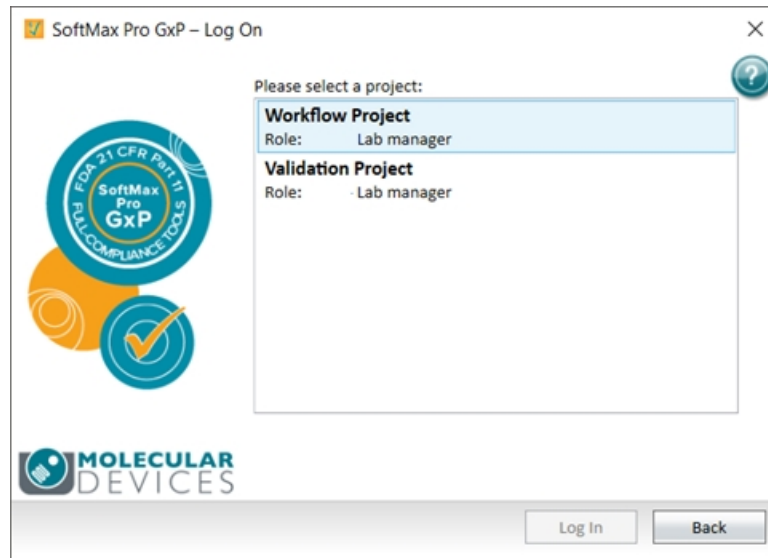 SoftMax Pro GxP – Log On
Please select a project:
Workflow Project
Role: Lab manager
Validation Project
Role: Lab manager
FDA 21 CFR Part 11
SoftMax
Pro
GxP
FULL-COMPLIANCE TOOLS
MOLECULAR
DEVICES
Log In
Back